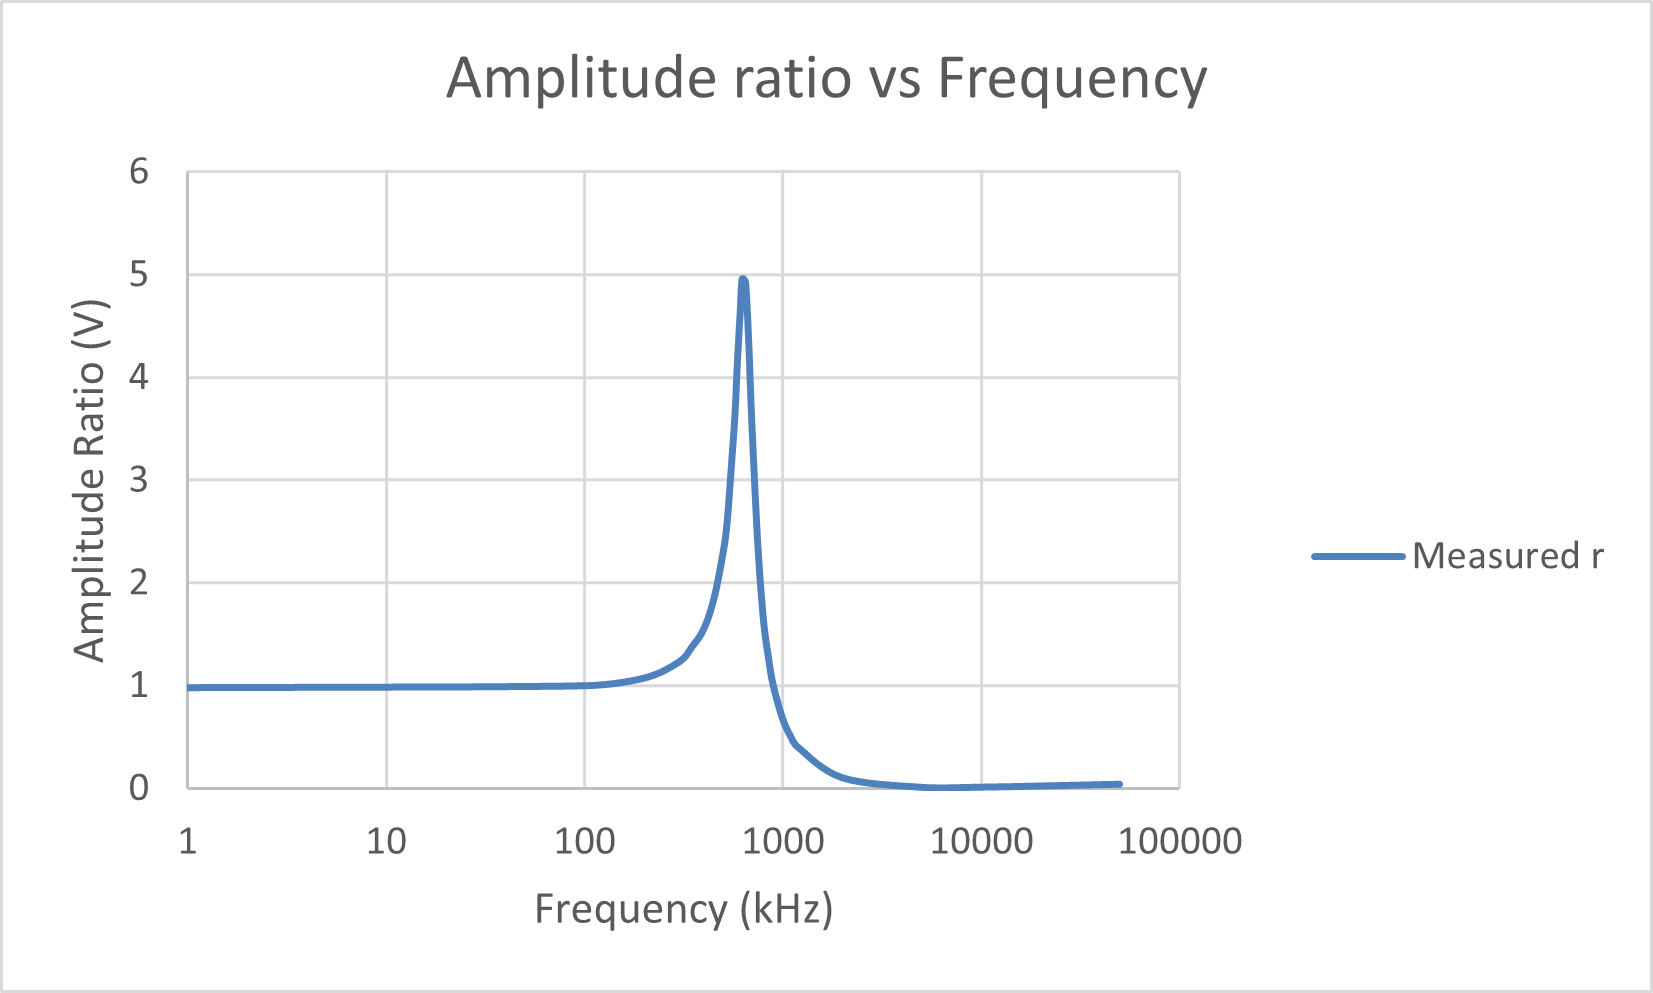 Amplitude ratio vs Frequency
6
5
4
3
2
1
0
Amplitude Ratio (V)
1 10 100 1000 10000 100000
Frequency (kHz)
Measured r